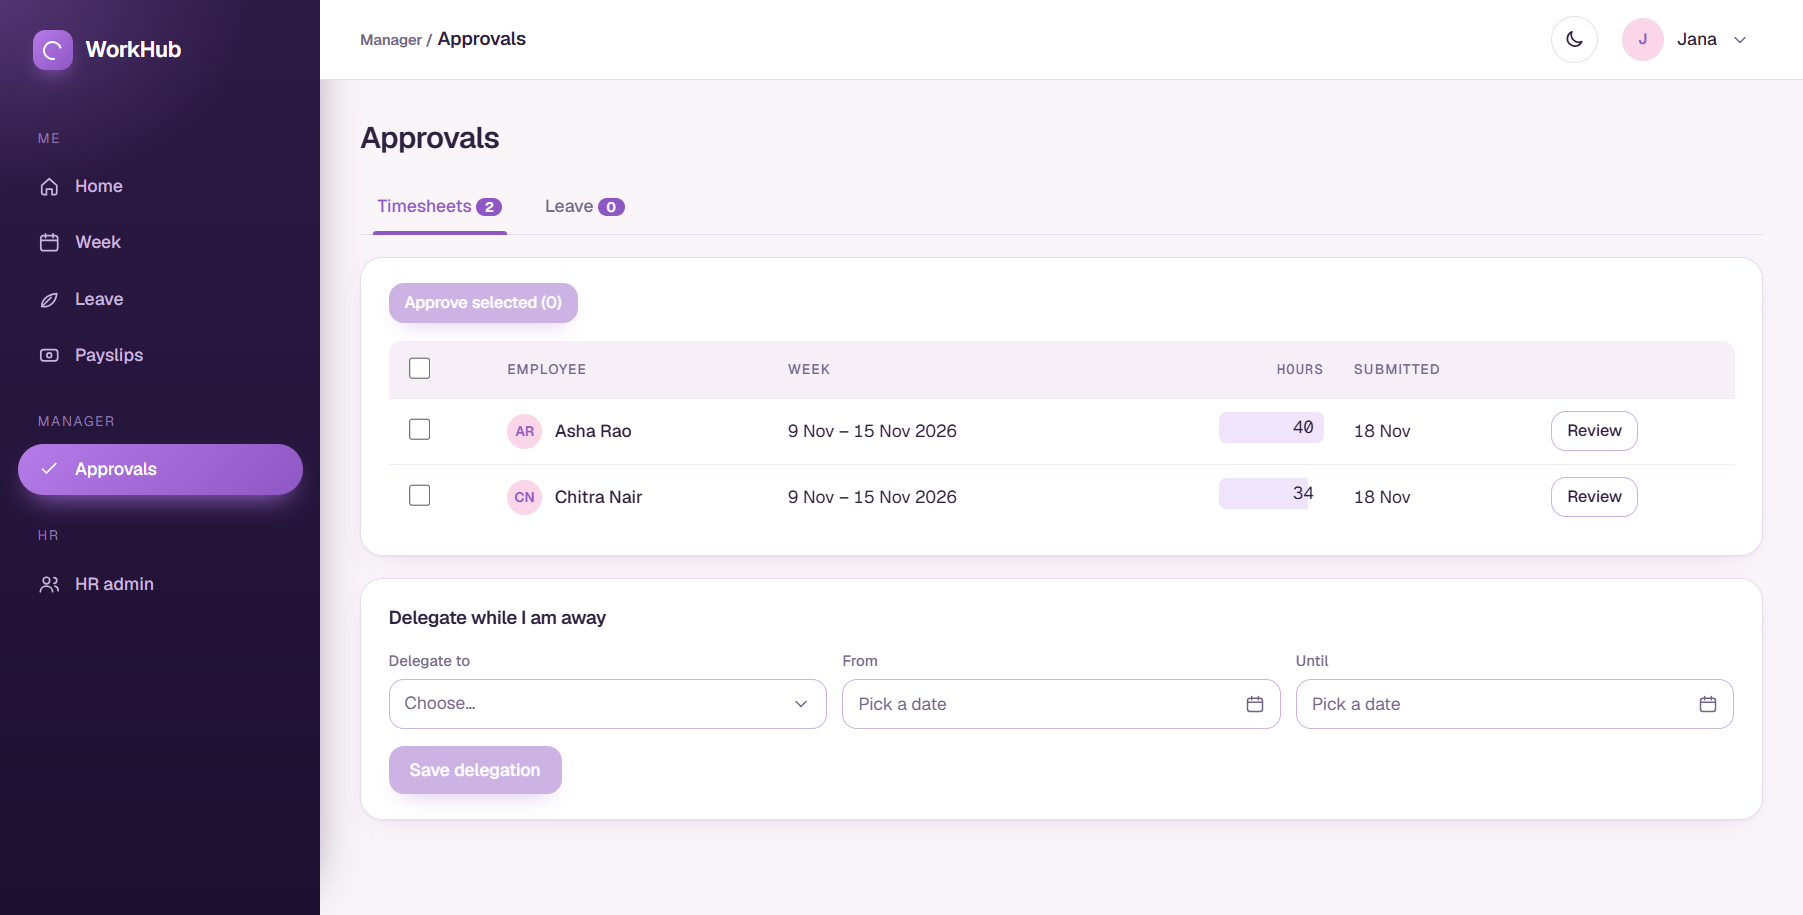 WorkHub
ME
Home
Week
Leave
Payslips
MANAGER
Approvals
HR
HR admin
Manager / Approvals
J Jana
Approvals
Timesheets 2 Leave 0
Approve selected (0)
EMPLOYEE WEEK HOURS SUBMITTED
AR Asha Rao 9 Nov – 15 Nov 2026 40 18 Nov Review
CN Chitra Nair 9 Nov – 15 Nov 2026 34 18 Nov Review
Delegate while I am away
Delegate to From Until
Choose... Pick a date Pick a date
Save delegation